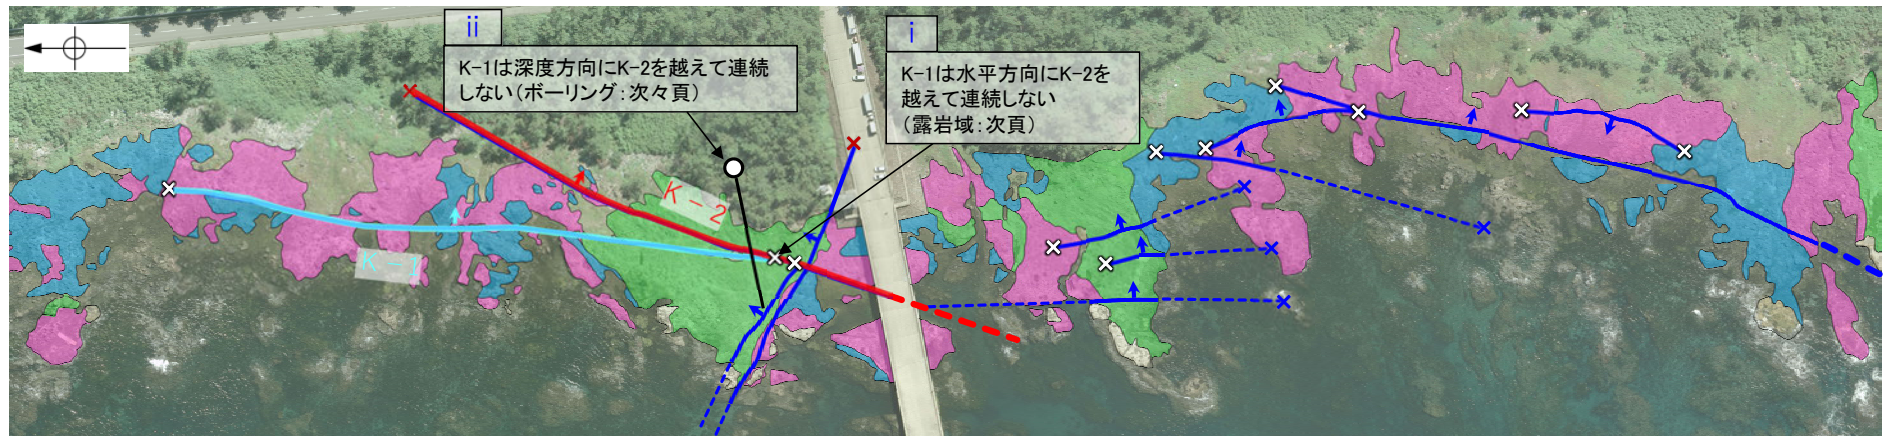 ii
K-1は深度方向にK-2を越えて連続
しない(ボーリング:次々頁)
i
K-1は水平方向にK-2を
越えて連続しない
(露岩域:次頁)
K-2
K-1